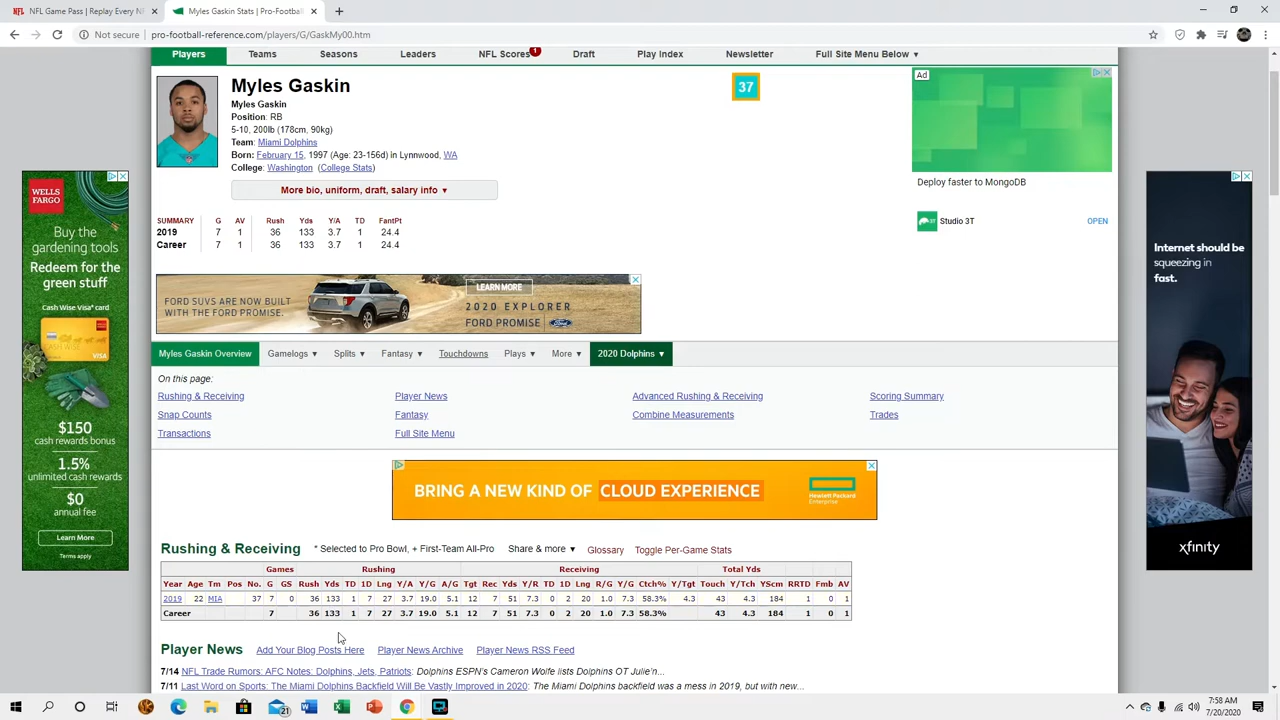 NFL Game Pass | Replay Every N
Myles Gaskin Stats | Pro-Footbal
Not secure
pro-football-reference.com/players/G/GaskMy00.htm
Players
Teams
Seasons
Leaders
NFL Scores
1
Draft
Play Index
Newsletter
Full Site Menu Below ▼
Myles Gaskin
Myles Gaskin
Position: RB
5-10, 200lb (178cm, 90kg)
Team: Miami Dolphins
Born: February 15, 1997 (Age: 23-156d) in Lynnwood, WA
College: Washington (College Stats)
More bio, uniform, draft, salary info ▼
37
SUMMARY G AV Rush Yds Y/A TD FantPt
2019 7 1 36 133 3.7 1 24.4
Career 7 1 36 133 3.7 1 24.4
Ad
Deploy faster to MongoDB
Studio 3T
OPEN
WELLS
FARGO
Buy the
gardening tools
Redeem for the
green stuff
Cash Wise Visa® card
VISA
$150
cash rewards bonus
1.5%
unlimited cash rewards
$0
annual fee
Learn More
Terms apply
FORD SUVS ARE NOW BUILT
WITH THE FORD PROMISE.
LEARN MORE
2020 EXPLORER
FORD PROMISE
Ford
Internet should be
squeezing in
fast.
xfinity
Myles Gaskin Overview
Gamelogs ▼
Splits ▼
Fantasy ▼
Touchdowns
Plays ▼
More ▼
2020 Dolphins ▼
On this page:
Rushing & Receiving
Player News
Advanced Rushing & Receiving
Scoring Summary
Snap Counts
Fantasy
Combine Measurements
Trades
Transactions
Full Site Menu
BRING A NEW KIND OF CLOUD EXPERIENCE
Hewlett Packard
Enterprise
Rushing & Receiving
* Selected to Pro Bowl, + First-Team All-Pro
Share & more ▼
Glossary
Toggle Per-Game Stats
Games Rushing Receiving Total Yds
Year Age Tm Pos No. G GS Rush Yds TD 1D Lng Y/A Y/G A/G Tgt Rec Yds Y/R TD 1D Lng R/G Y/G Ctch% Y/Tgt Touch Y/Tch YScm RRTD Fmb AV
2019 22 MIA 37 7 0 36 133 1 7 27 3.7 19.0 5.1 12 7 51 7.3 0 2 20 1.0 7.3 58.3% 4.3 43 4.3 184 1 0 1
Career 7 0 36 133 1 7 27 3.7 19.0 5.1 12 7 51 7.3 0 2 20 1.0 7.3 58.3% 4.3 43 4.3 184 1 0 1
Player News
Add Your Blog Posts Here
Player News Archive
Player News RSS Feed
7/14 NFL Trade Rumors: AFC Notes: Dolphins, Jets, Patriots: Dolphins ESPN's Cameron Wolfe lists Dolphins OT Julie'n...
7/11 Last Word on Sports: The Miami Dolphins Backfield Will Be Vastly Improved in 2020: The Miami Dolphins backfield was a mess in 2019, but with new...
21
7:58 AM
7/20/2020